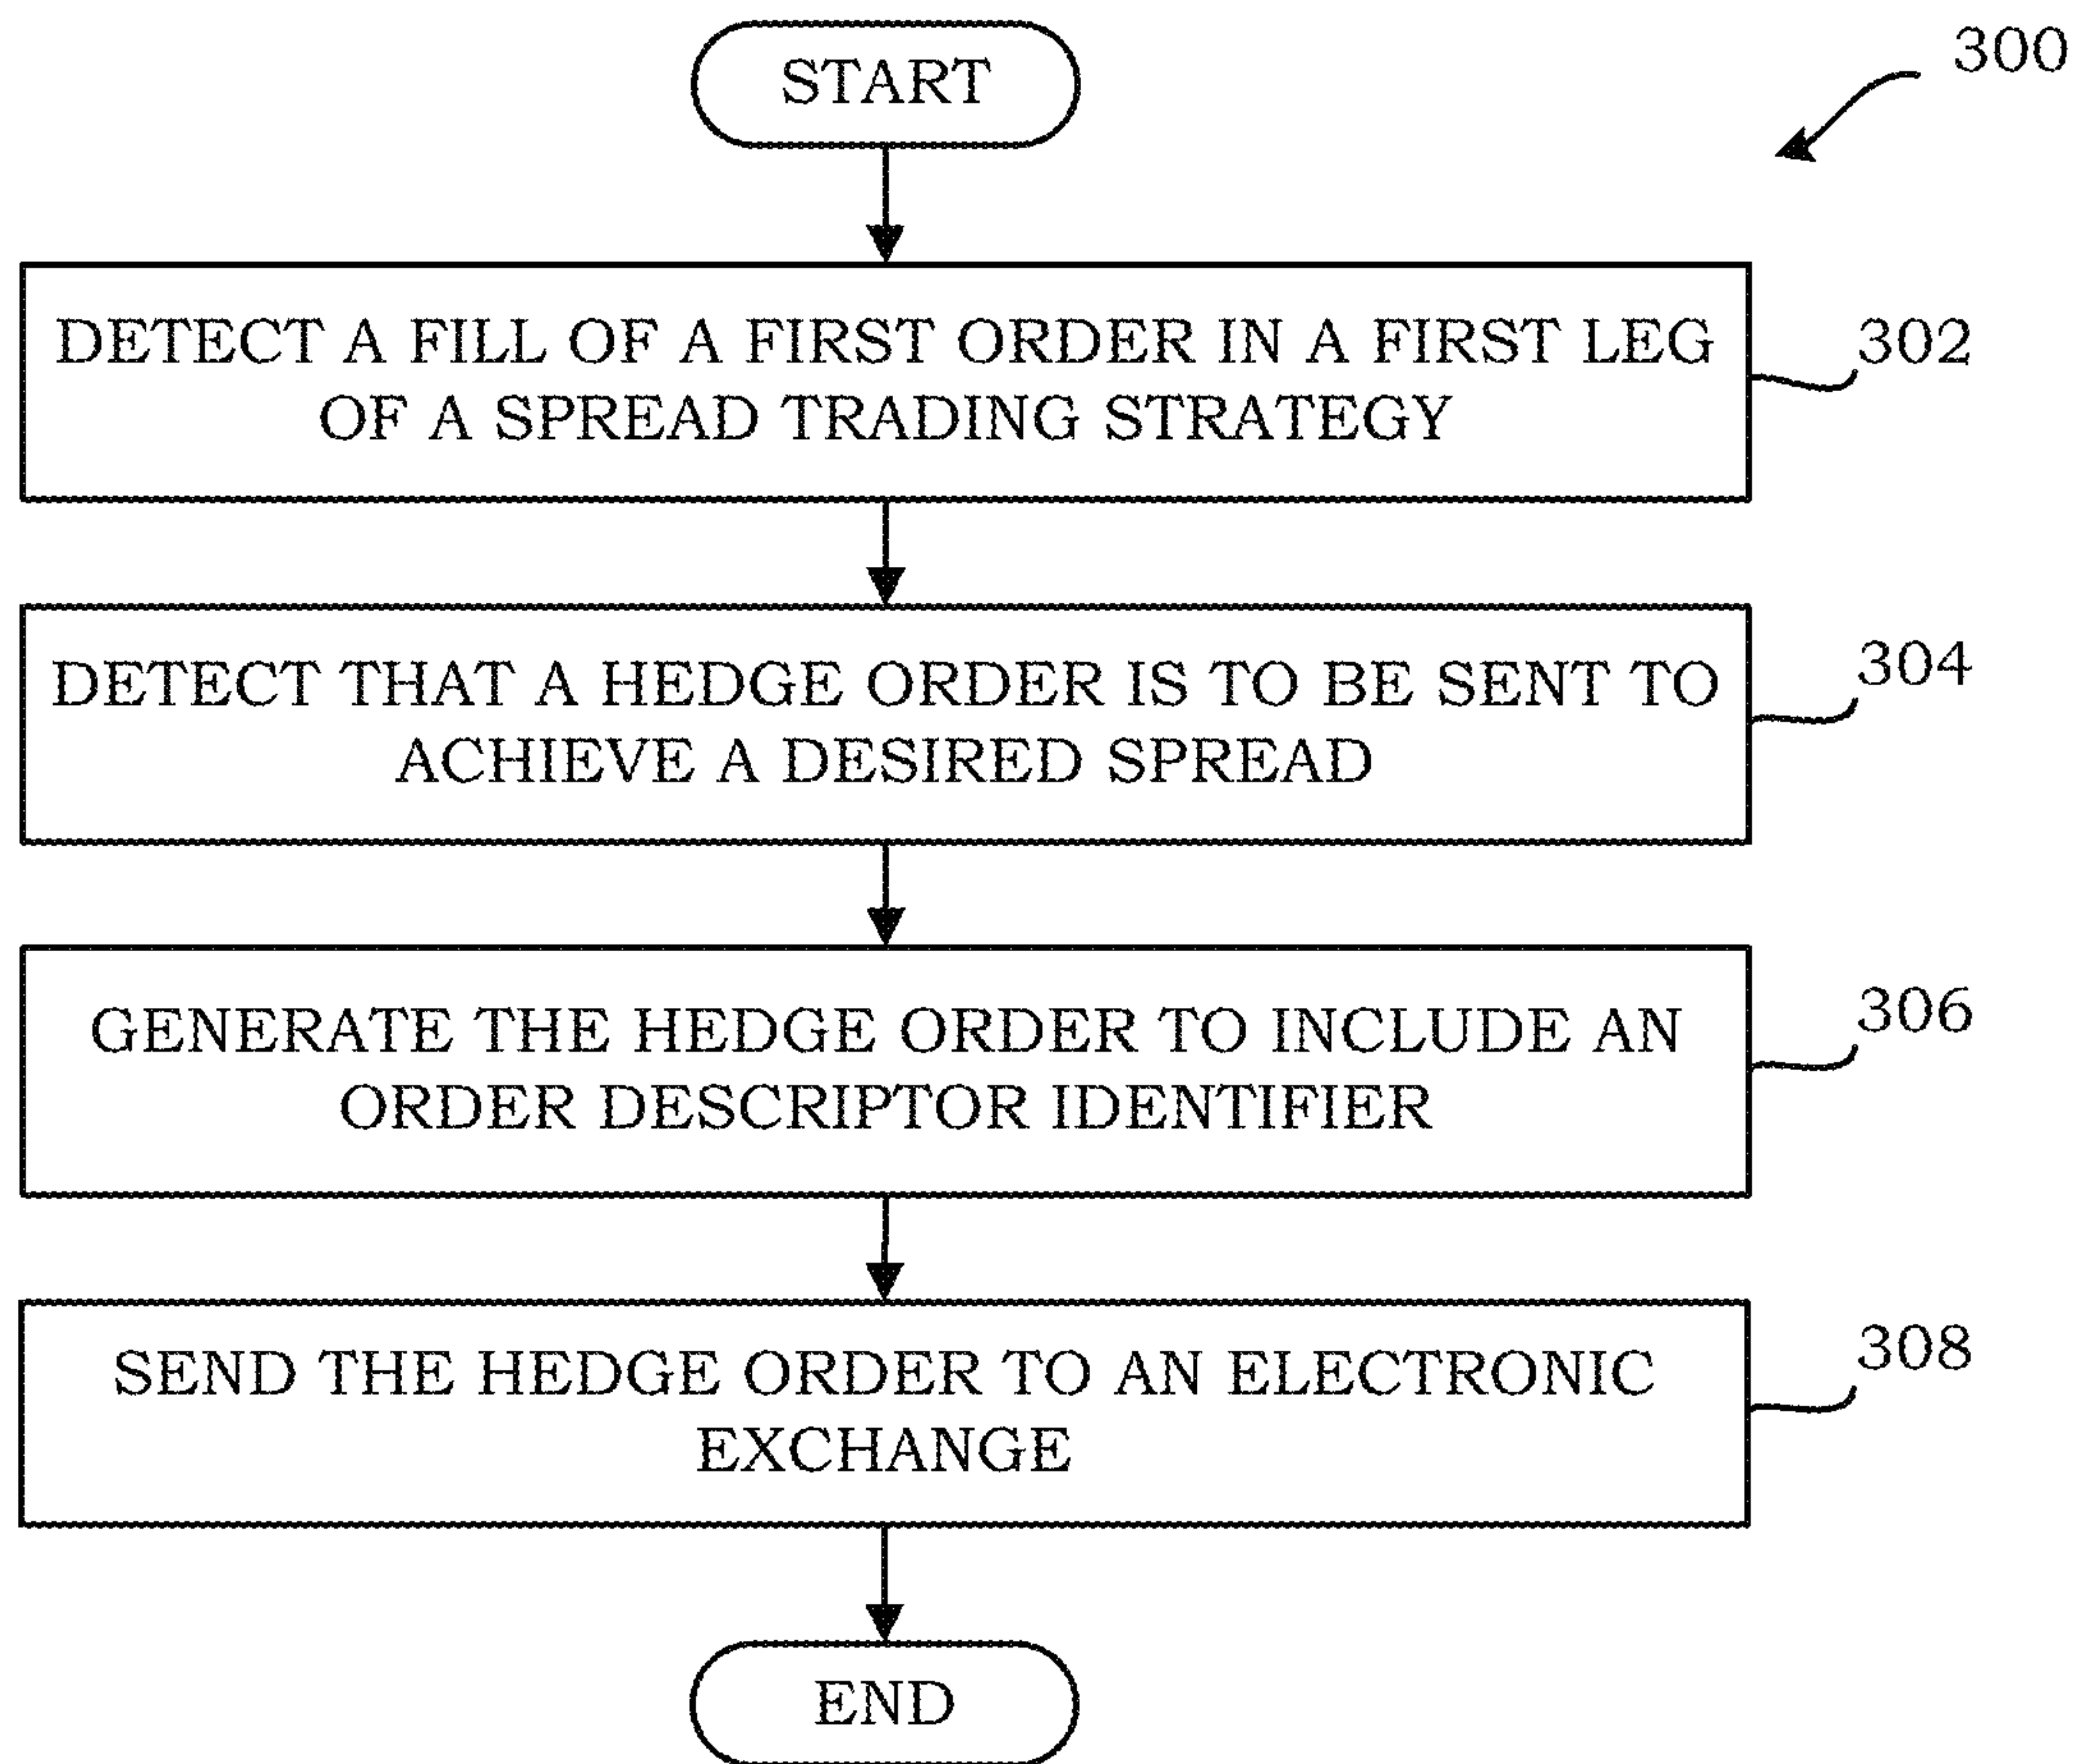 START
300
DETECT A FILL OF A FIRST ORDER IN A FIRST LEG
OF A SPREAD TRADING STRATEGY
302
DETECT THAT A HEDGE ORDER IS TO BE SENT TO
ACHIEVE A DESIRED SPREAD
304
GENERATE THE HEDGE ORDER TO INCLUDE AN
ORDER DESCRIPTOR IDENTIFIER
306
SEND THE HEDGE ORDER TO AN ELECTRONIC
EXCHANGE
308
END